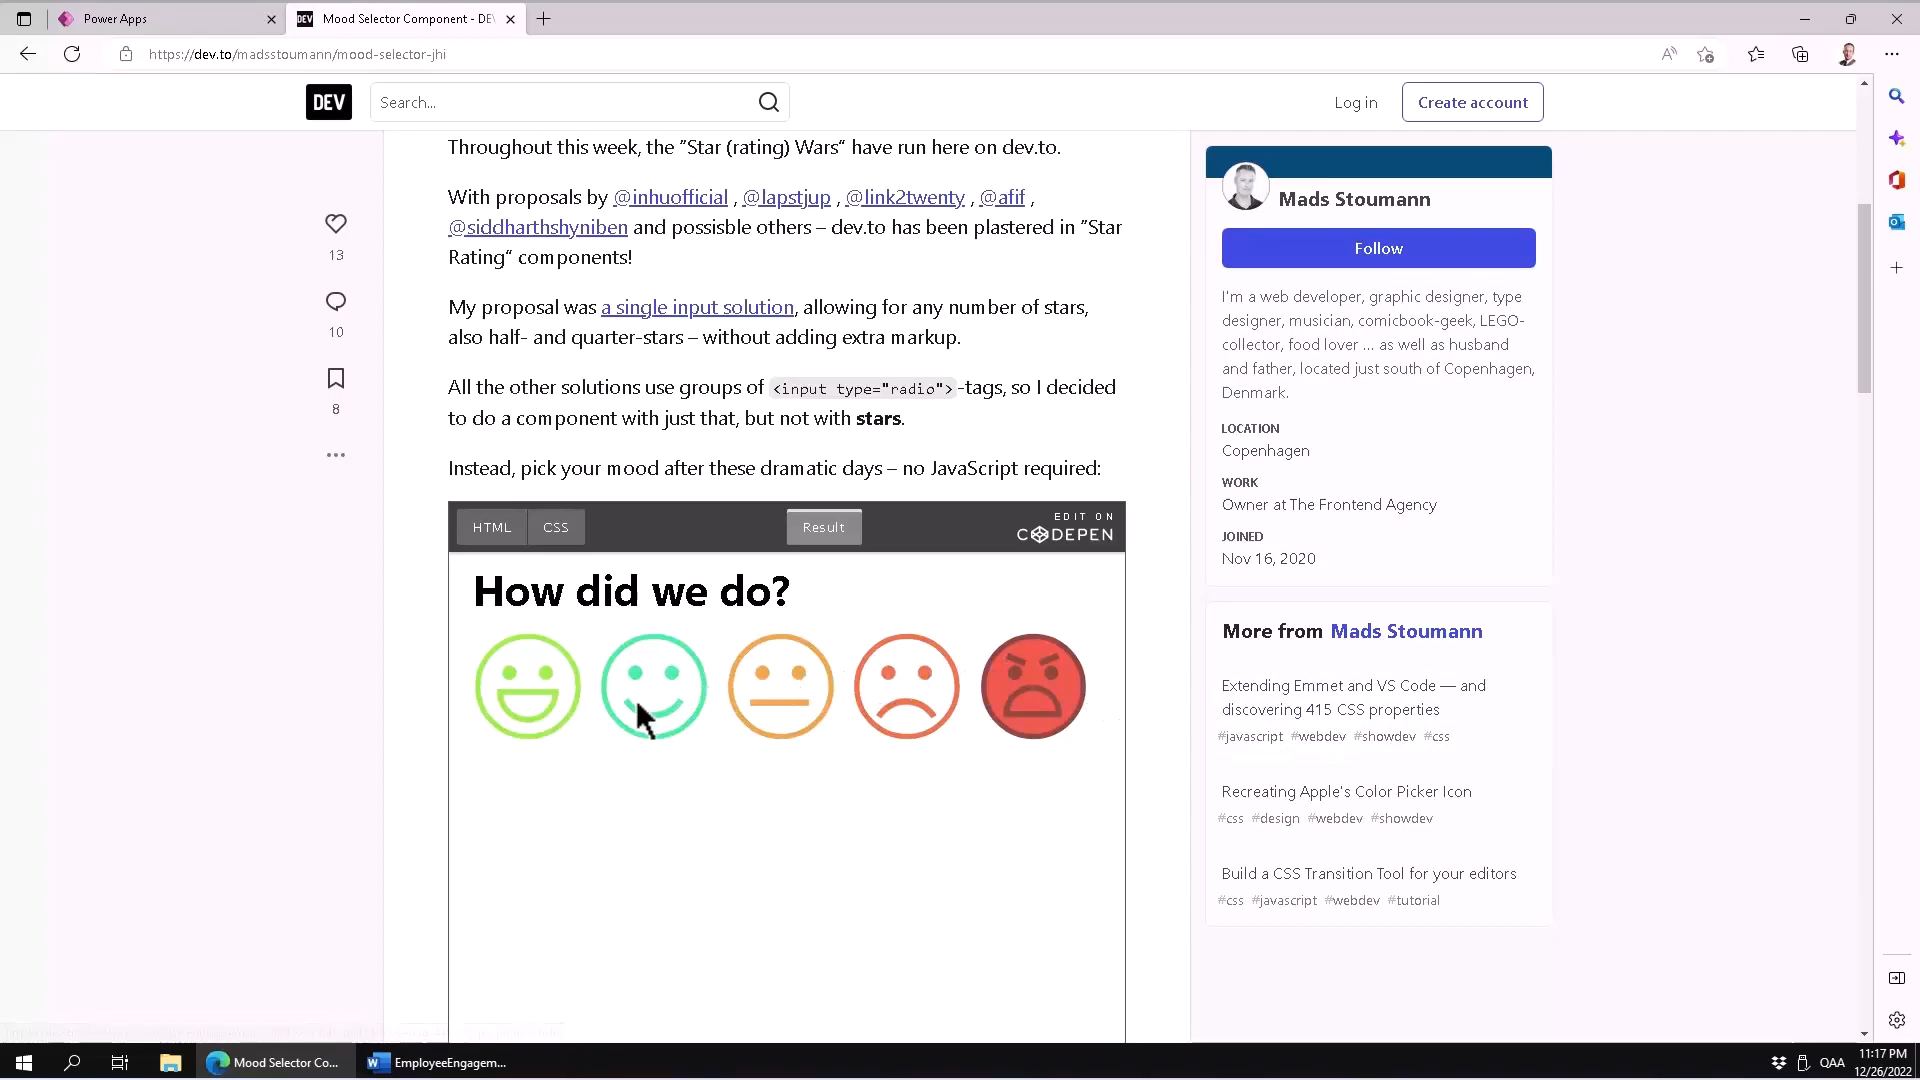 Power Apps
Mood Selector Component - DEV
https://dev.to/madsstoumann/mood-selector-jhi
DEV
Search...
Log in
Create account
Throughout this week, the ”Star (rating) Wars“ have run here on dev.to.
With proposals by @inhuofficial , @lapstjup , @link2twenty , @afif ,
@siddharthshyniben and possisble others – dev.to has been plastered in ”Star
Rating“ components!
My proposal was a single input solution, allowing for any number of stars,
also half- and quarter-stars – without adding extra markup.
All the other solutions use groups of <input type="radio">-tags, so I decided
to do a component with just that, but not with stars.
Instead, pick your mood after these dramatic days – no JavaScript required:
13
10
8
HTML
CSS
Result
EDIT ON
CODEPEN
How did we do?
Mads Stoumann
Follow
I'm a web developer, graphic designer, type
designer, musician, comicbook-geek, LEGO-
collector, food lover ... as well as husband
and father, located just south of Copenhagen,
Denmark.
LOCATION
Copenhagen
WORK
Owner at The Frontend Agency
JOINED
Nov 16, 2020
More from Mads Stoumann
Extending Emmet and VS Code — and
discovering 415 CSS properties
#javascript #webdev #showdev #css
Recreating Apple's Color Picker Icon
#css #design #webdev #showdev
Build a CSS Transition Tool for your editors
#css #javascript #webdev #tutorial
Mood Selector Co...
EmployeeEngagem...
QAA
11:17 PM
12/26/2022